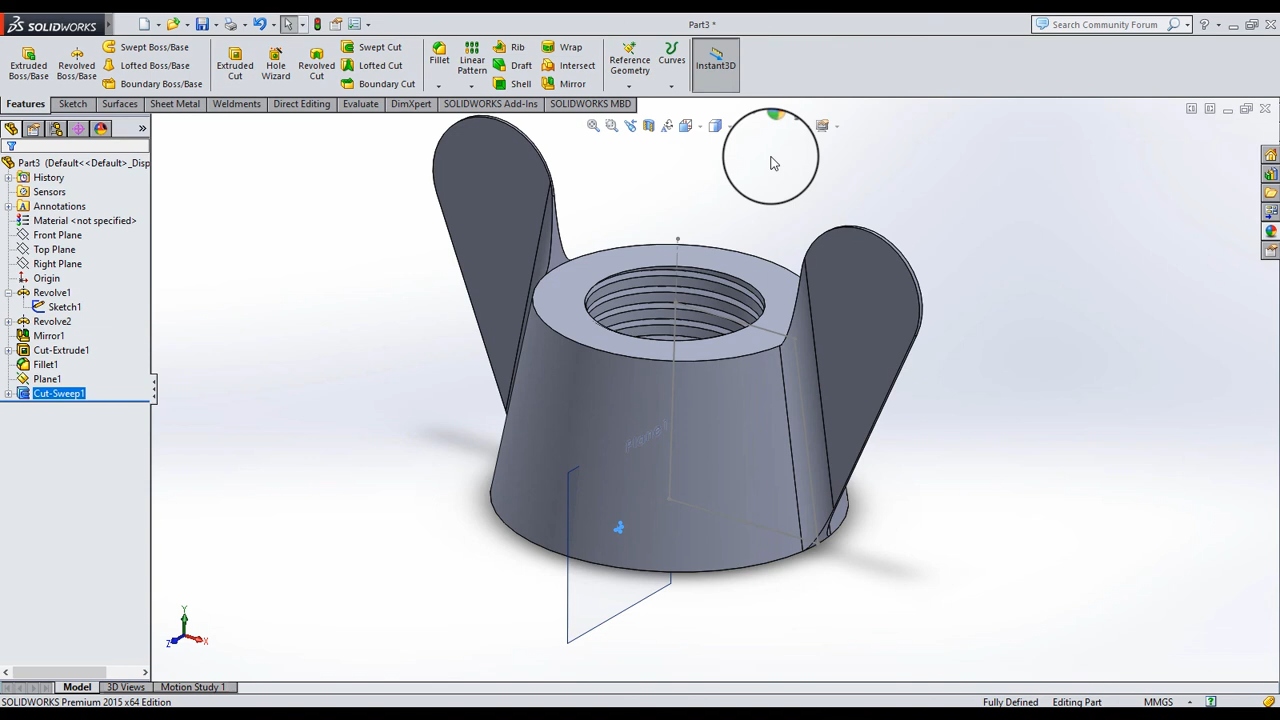 SOLIDWORKS
Part3 *
Search Community Forum
Extruded Boss/Base
Revolved Boss/Base
Swept Boss/Base
Lofted Boss/Base
Boundary Boss/Base
Extruded Cut
Hole Wizard
Revolved Cut
Swept Cut
Lofted Cut
Boundary Cut
Fillet
Linear Pattern
Rib
Draft
Shell
Wrap
Intersect
Mirror
Reference Geometry
Curves
Instant3D
Features
Sketch
Surfaces
Sheet Metal
Weldments
Direct Editing
Evaluate
DimXpert
SOLIDWORKS Add-Ins
SOLIDWORKS MBD
Part3 (Default<<Default>_Disp
History
Sensors
Annotations
Material <not specified>
Front Plane
Top Plane
Right Plane
Origin
Revolve1
Sketch1
Revolve2
Mirror1
Cut-Extrude1
Fillet1
Plane1
Cut-Sweep1
Plane1
Y
Z
X
Model
3D Views
Motion Study 1
SOLIDWORKS Premium 2015 x64 Edition
Fully Defined
Editing Part
MMGS